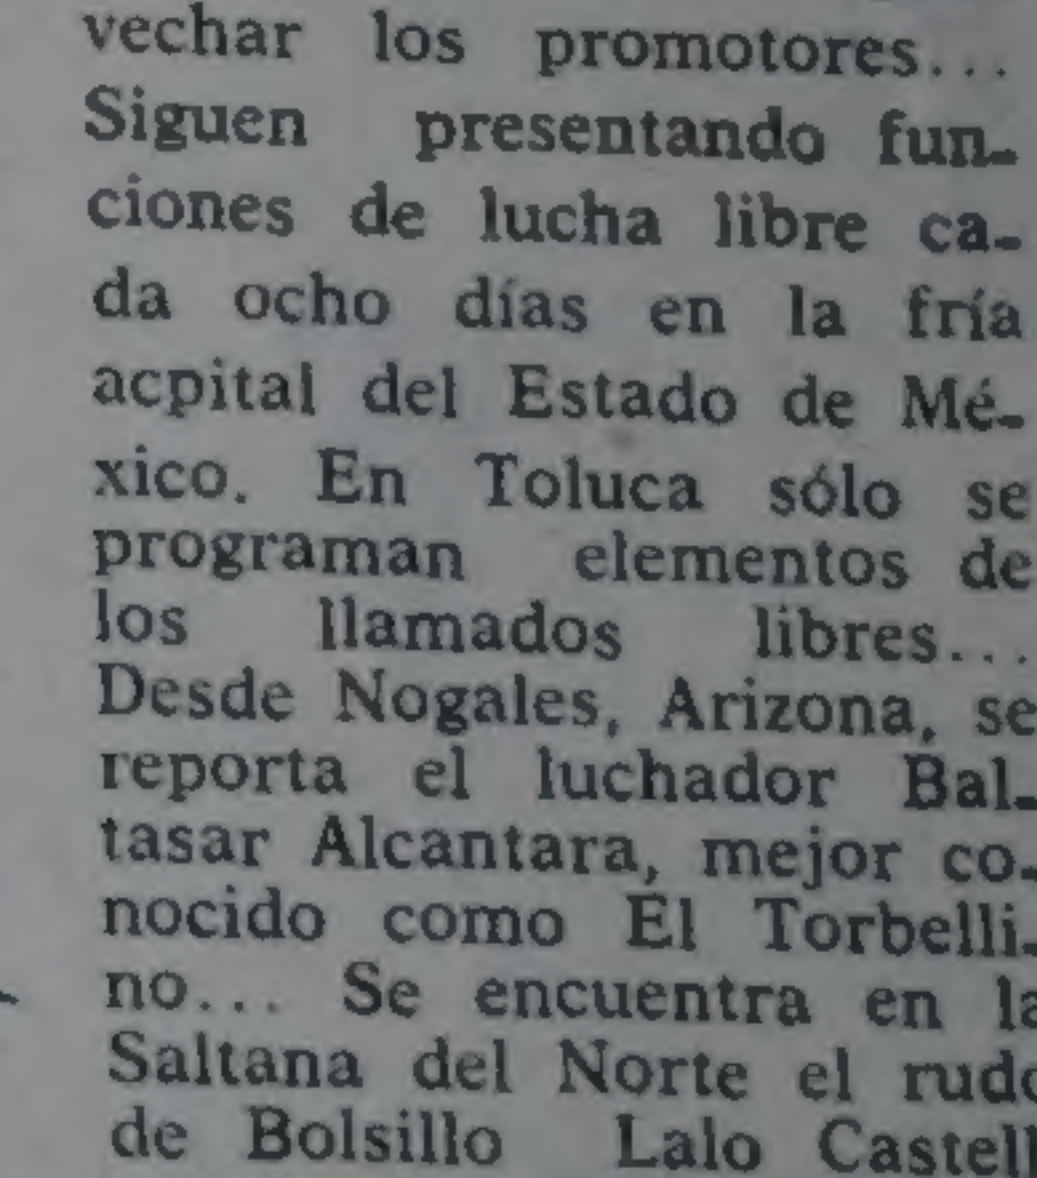 vechar los promotores...
Siguen presentando fun-
ciones de lucha libre ca-
da ocho días en la fría
acpital del Estado de Mé-
xico. En Toluca sólo se
programan elementos de
los llamados libres...
Desde Nogales, Arizona, se
reporta el luchador Bal-
tasar Alcantara, mejor co-
nocido como El Torbelli-
no... Se encuentra en la
Saltana del Norte el rudo
de Bolsillo Lalo Castell